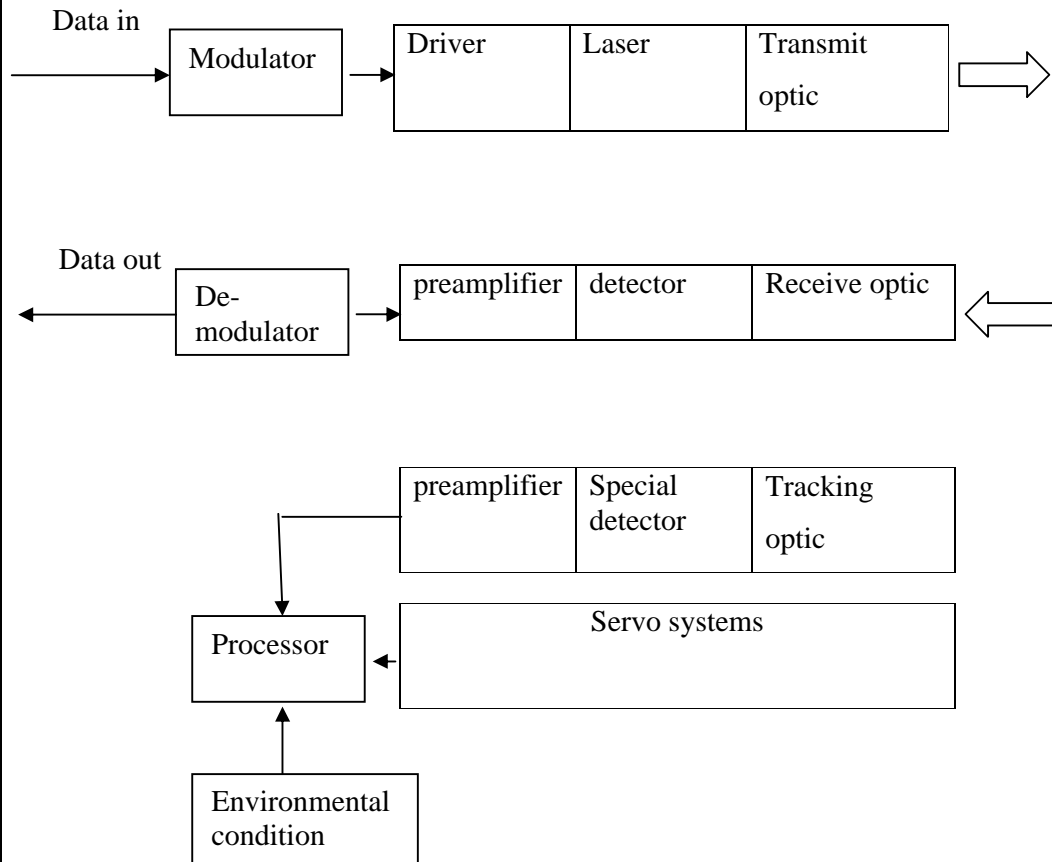 Data in
Modulator
Driver
Laser
Transmit
optic
Data out
De-
modulator
preamplifier
detector
Receive optic
preamplifier
Special
detector
Tracking
optic
Processor
Servo systems
Environmental
condition